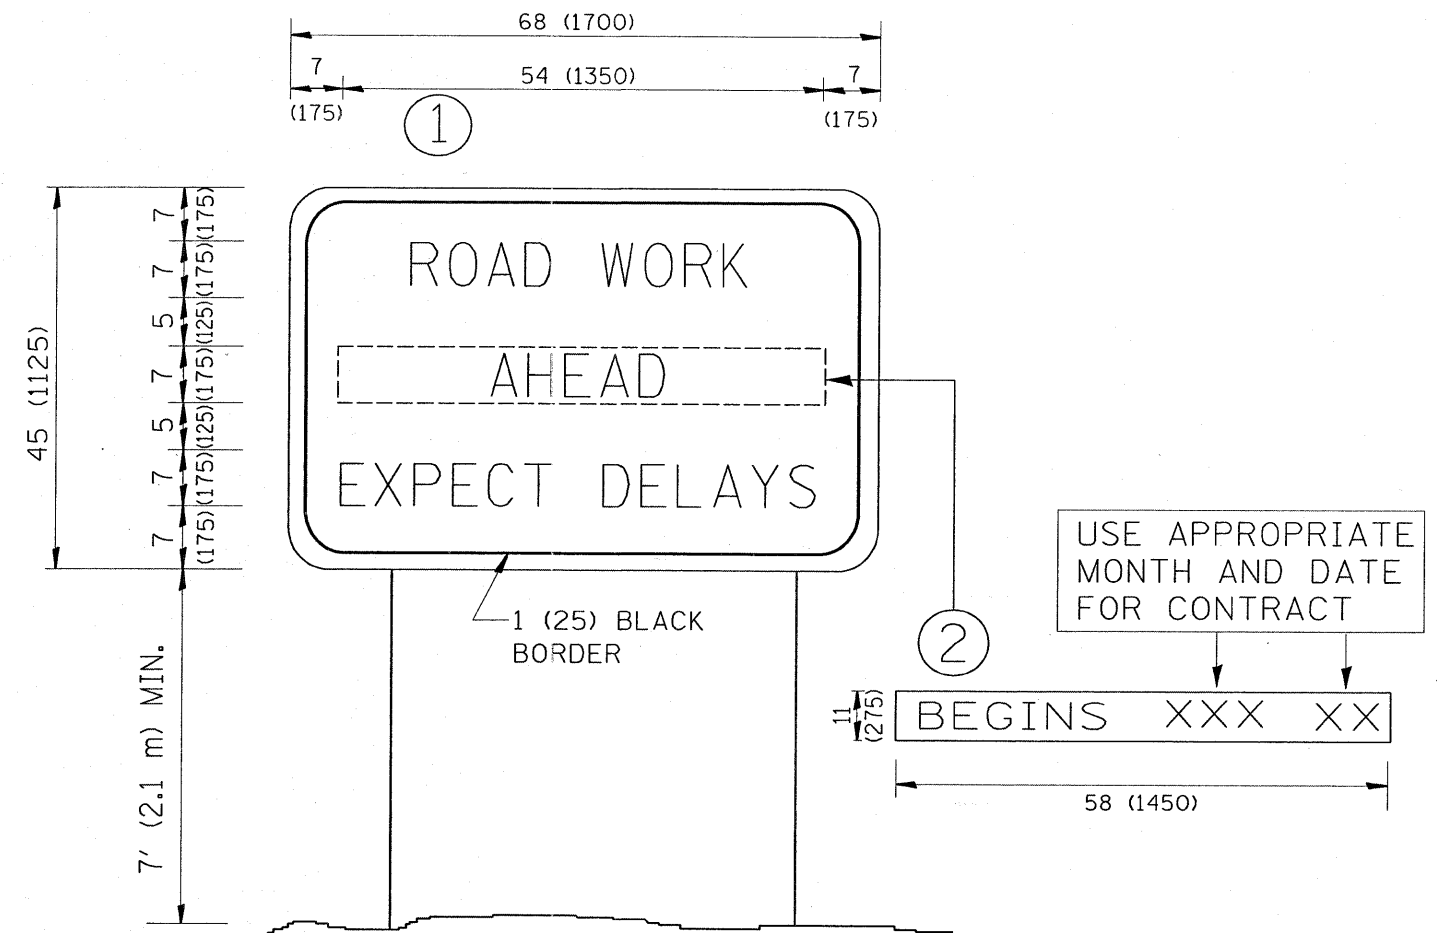 68 (1700)
7
54 (1350)
7
(175)
(175)
1
45 (1125)
7
(175)
7
(175)
5
(125)
7
(175)
5
(125)
7
(175)
7
(175)
ROAD WORK
AHEAD
EXPECT DELAYS
1 (25) BLACK
BORDER
7' (2.1 m) MIN.
USE APPROPRIATE
MONTH AND DATE
FOR CONTRACT
2
11
(275)
BEGINS XXX XX
58 (1450)